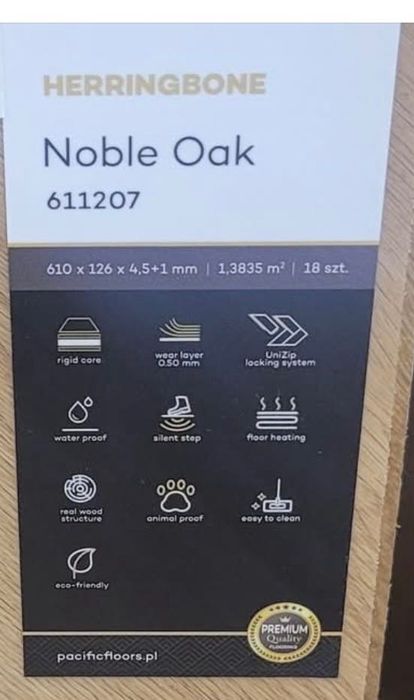 HERRINGBONE
Noble Oak
611207
610 x 126 x 4,5+1 mm | 1,3835 m² | 18 szt.
rigid core
wear layer
0.50 mm
UniZip
locking system
water proof
silent step
floor heating
real wood
structure
animal proof
easy to clean
eco-friendly
PREMIUM
Quality
FLOORING
pacificfloors.pl